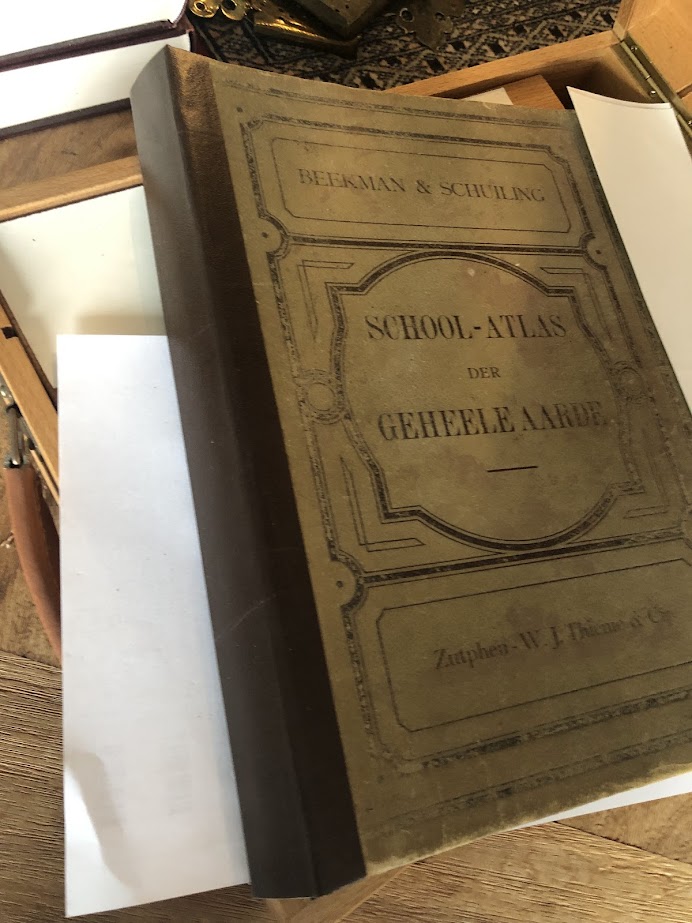 BEEKMAN & SCHUILING
SCHOOL-ATLAS
DER
GEHEELE AARDE
Zutphen - W. J. Thieme & Cᵒ.